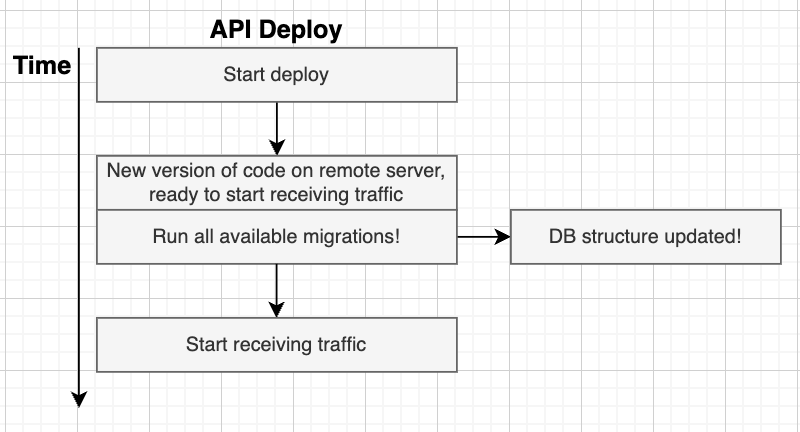 API Deploy
Time
Start deploy
New version of code on remote server,
ready to start receiving traffic
Run all available migrations!
DB structure updated!
Start receiving traffic